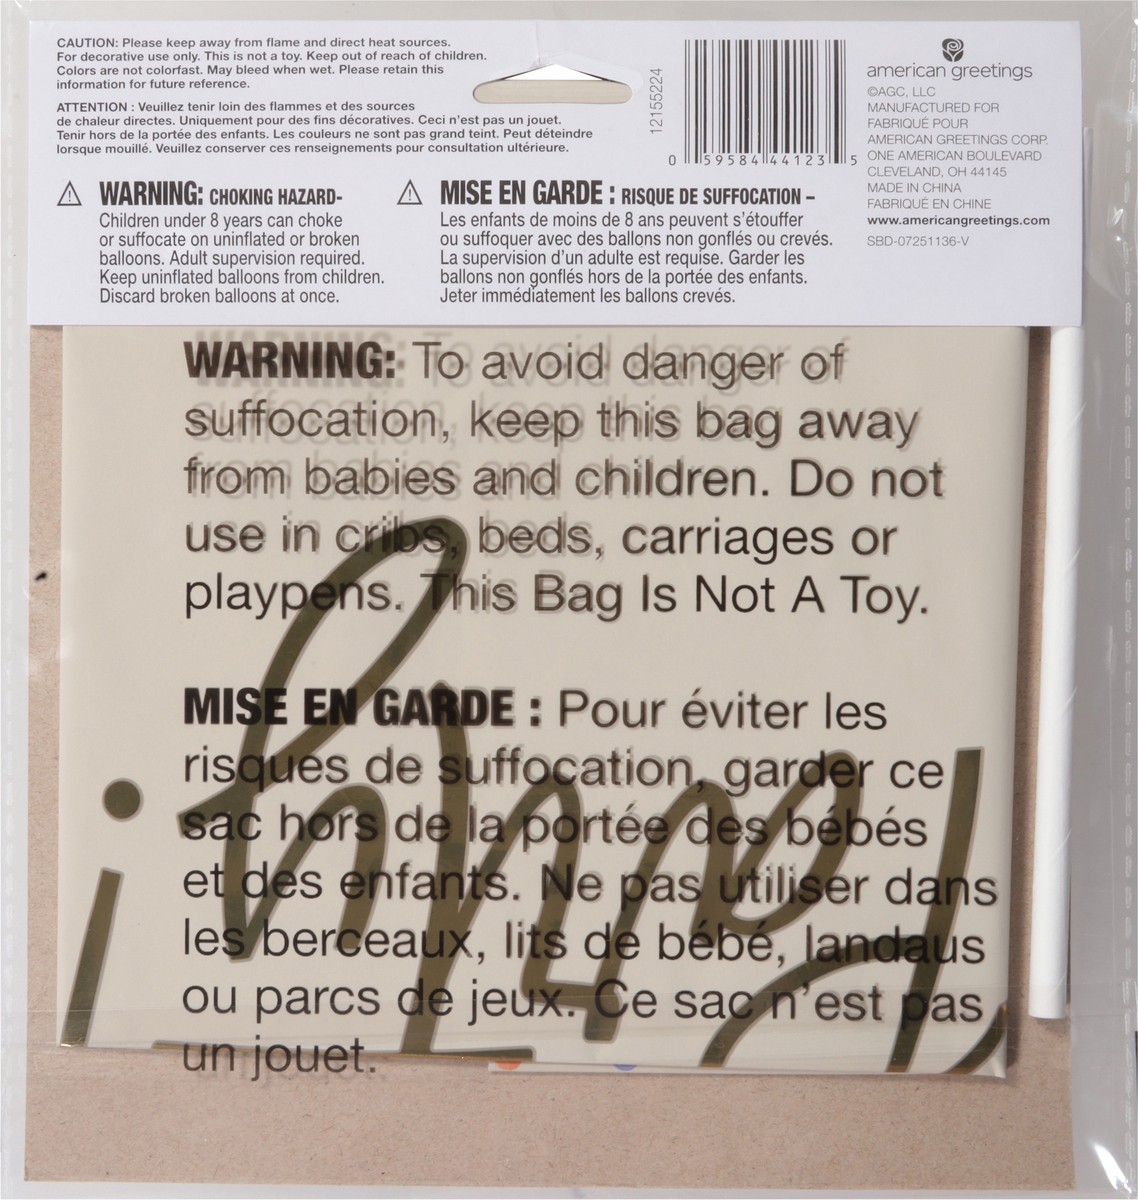 CAUTION: Please keep away from flame and direct heat sources.
For decorative use only. This is not a toy. Keep out of reach of children.
Colors are not colorfast. May bleed when wet. Please retain this
information for future reference.
ATTENTION : Veuillez tenir loin des flammes et des sources
de chaleur directes. Uniquement pour des fins décoratives. Ceci n'est pas un jouet.
Tenir hors de la portée des enfants. Les couleurs ne sont pas grand teint. Peut déteindre
lorsque mouillé. Veuillez conserver ces renseignements pour consultation ultérieure.
WARNING: CHOKING HAZARD-
Children under 8 years can choke
or suffocate on uninflated or broken
balloons. Adult supervision required.
Keep uninflated balloons from children.
Discard broken balloons at once.
MISE EN GARDE : RISQUE DE SUFFOCATION –
Les enfants de moins de 8 ans peuvent s'étouffer
ou suffoquer avec des ballons non gonflés ou crevés.
La supervision d'un adulte est requise. Garder les
ballons non gonflés hors de la portée des enfants.
Jeter immédiatement les ballons crevés.
12155224
0 59584 44123 5
american greetings
©AGC, LLC
MANUFACTURED FOR
FABRIQUÉ POUR
AMERICAN GREETINGS CORP.
ONE AMERICAN BOULEVARD
CLEVELAND, OH 44145
MADE IN CHINA
FABRIQUÉ EN CHINE
www.americangreetings.com
SBD-07251136-V
WARNING: To avoid danger of
suffocation, keep this bag away
from babies and children. Do not
use in cribs, beds, carriages or
playpens. This Bag Is Not A Toy.
MISE EN GARDE : Pour éviter les
risques de suffocation, garder ce
sac hors de la portée des bébés
et des enfants. Ne pas utiliser dans
les berceaux, lits de bébé, landaus
ou parcs de jeux. Ce sac n'est pas
un jouet.